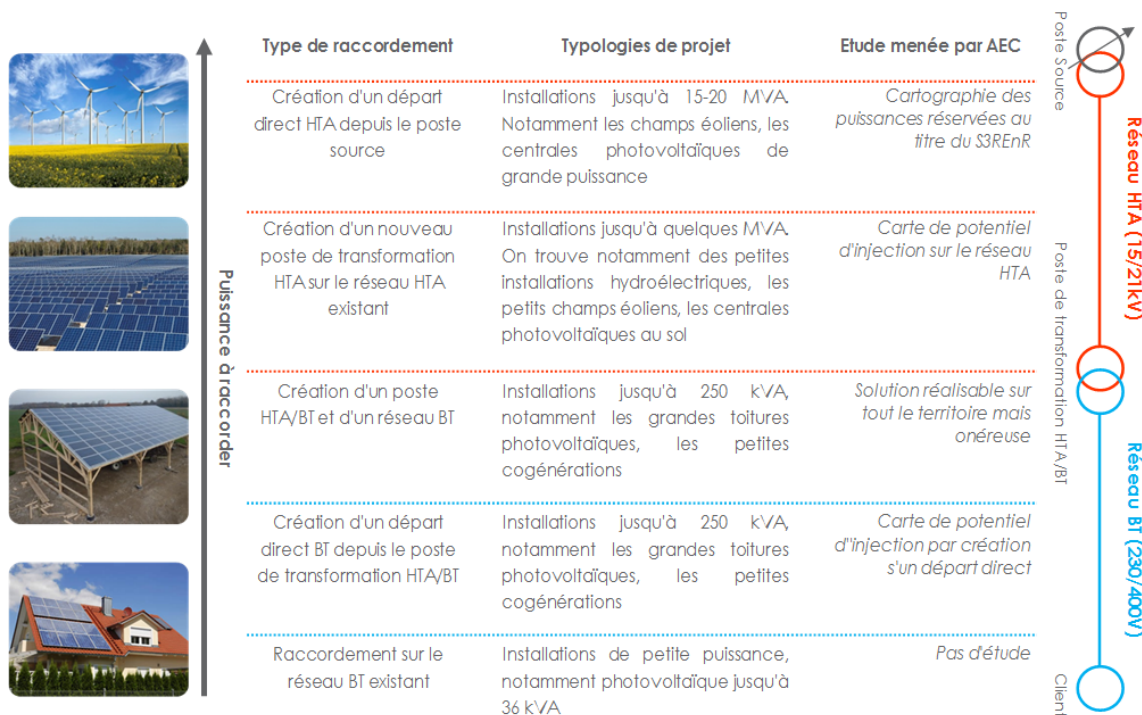 Type de raccordement
Typologies de projet
Etude menée par AEC
Création d'un départ
direct HTA depuis le poste
source
Installations jusqu'à 15-20 MVA.
Notamment les champs éoliens, les
centrales photovoltaïques de
grande puissance
Cartographie des
puissances réservées au
titre du S3REnR
Création d'un nouveau
poste de transformation
HTA sur le réseau HTA
existant
Installations jusqu'à quelques MVA.
On trouve notamment des petites
installations hydroélectriques, les
petits champs éoliens, les centrales
photovoltaïques au sol
Carte de potentiel
d'injection sur le réseau
HTA
Création d'un poste
HTA/BT et d'un réseau BT
Installations jusqu'à 250 kVA,
notamment les grandes toitures
photovoltaïques, les petites
cogénérations
Solution réalisable sur
tout le territoire mais
onéreuse
Création d'un départ
direct BT depuis le poste
de transformation HTA/BT
Installations jusqu'à 250 kVA,
notamment les grandes toitures
photovoltaïques, les petites
cogénérations
Carte de potentiel
d''injection par création
s'un départ direct
Raccordement sur le
réseau BT existant
Installations de petite puissance,
notamment photovoltaïque jusqu'à
36 kVA
Pas d'étude
Puissance à raccorder
Poste Source
Poste de transformation HTA/BT
Client
Réseau HTA (15/21kV)
Réseau BT (230/400V)